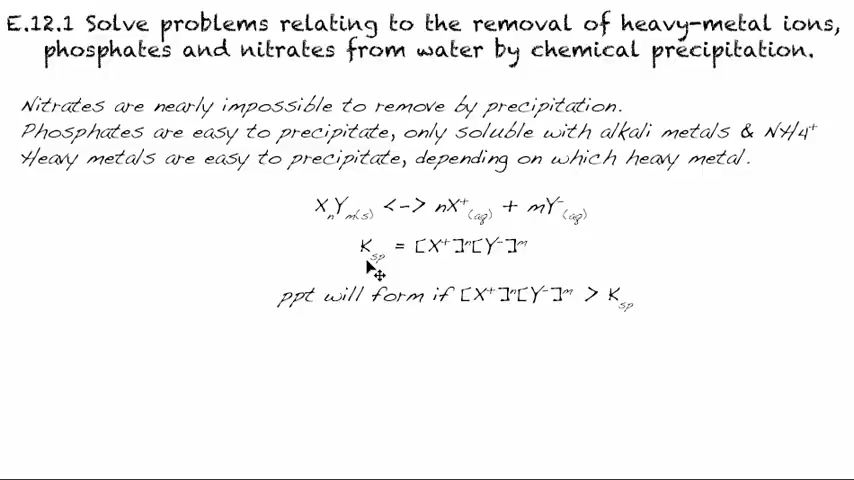 E.12.1 Solve problems relating to the removal of heavy-metal ions,
phosphates and nitrates from water by chemical precipitation.
Nitrates are nearly impossible to remove by precipitation.
Phosphates are easy to precipitate, only soluble with alkali metals & NH4⁺
Heavy metals are easy to precipitate, depending on which heavy metal.
XₙYₘ₍ₛ₎ <-> nX⁺₍aq₎ + mY⁻₍aq₎
Kₛₚ = [X⁺]ⁿ[Y⁻]ᵐ
ppt will form if [X⁺]ⁿ[Y⁻]ᵐ > Kₛₚ